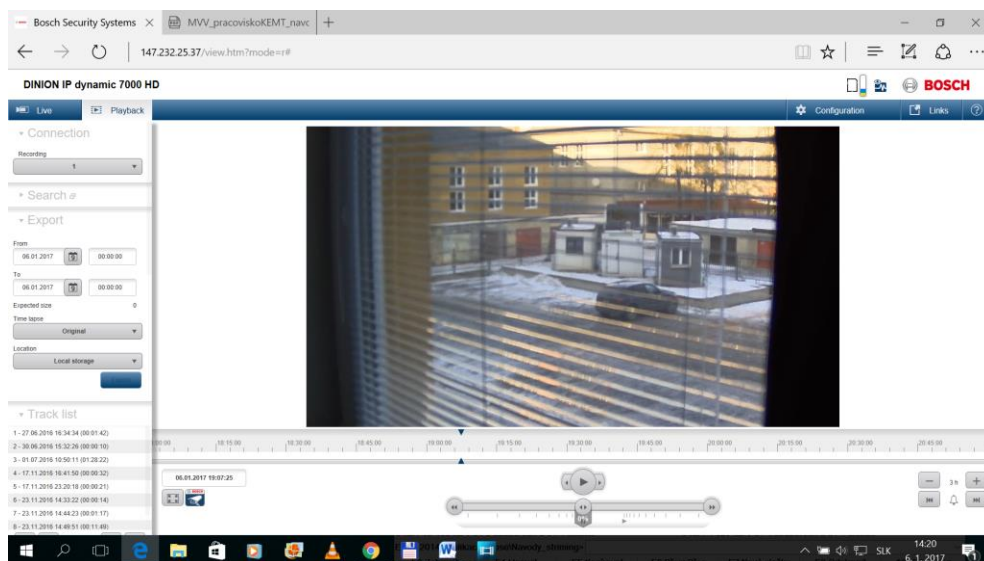 Bosch Security Systems
MVV_pracoviskoKEMT_navc
147.232.25.37/view.htm?mode=r#
DINION IP dynamic 7000 HD
BOSCH
Live
Playback
Configuration
Links
Connection
Recording
1
Search
Export
From
06.01.2017 00:00:00
To
06.01.2017 00:00:00
Expected size 0
Time lapse
Original
Location
Local storage
Track list
1 - 27.06.2016 16:34:34 (00:01:42)
2 - 30.06.2016 15:32:26 (00:00:10)
3 - 01.07.2016 10:50:11 (01:28:22)
4 - 17.11.2016 16:41:50 (00:00:32)
5 - 17.11.2016 23:20:18 (00:00:21)
6 - 23.11.2016 14:33:22 (00:00:14)
7 - 23.11.2016 14:44:23 (00:01:17)
8 - 23.11.2016 14:49:51 (00:11:49)
18:15:00 18:30:00 18:45:00 19:00:00 19:15:00 19:30:00 19:45:00 20:00:00 20:15:00 20:30:00 20:45:00
06.01.2017 19:07:25
3 h
SLK
14:20
6. 1. 2017